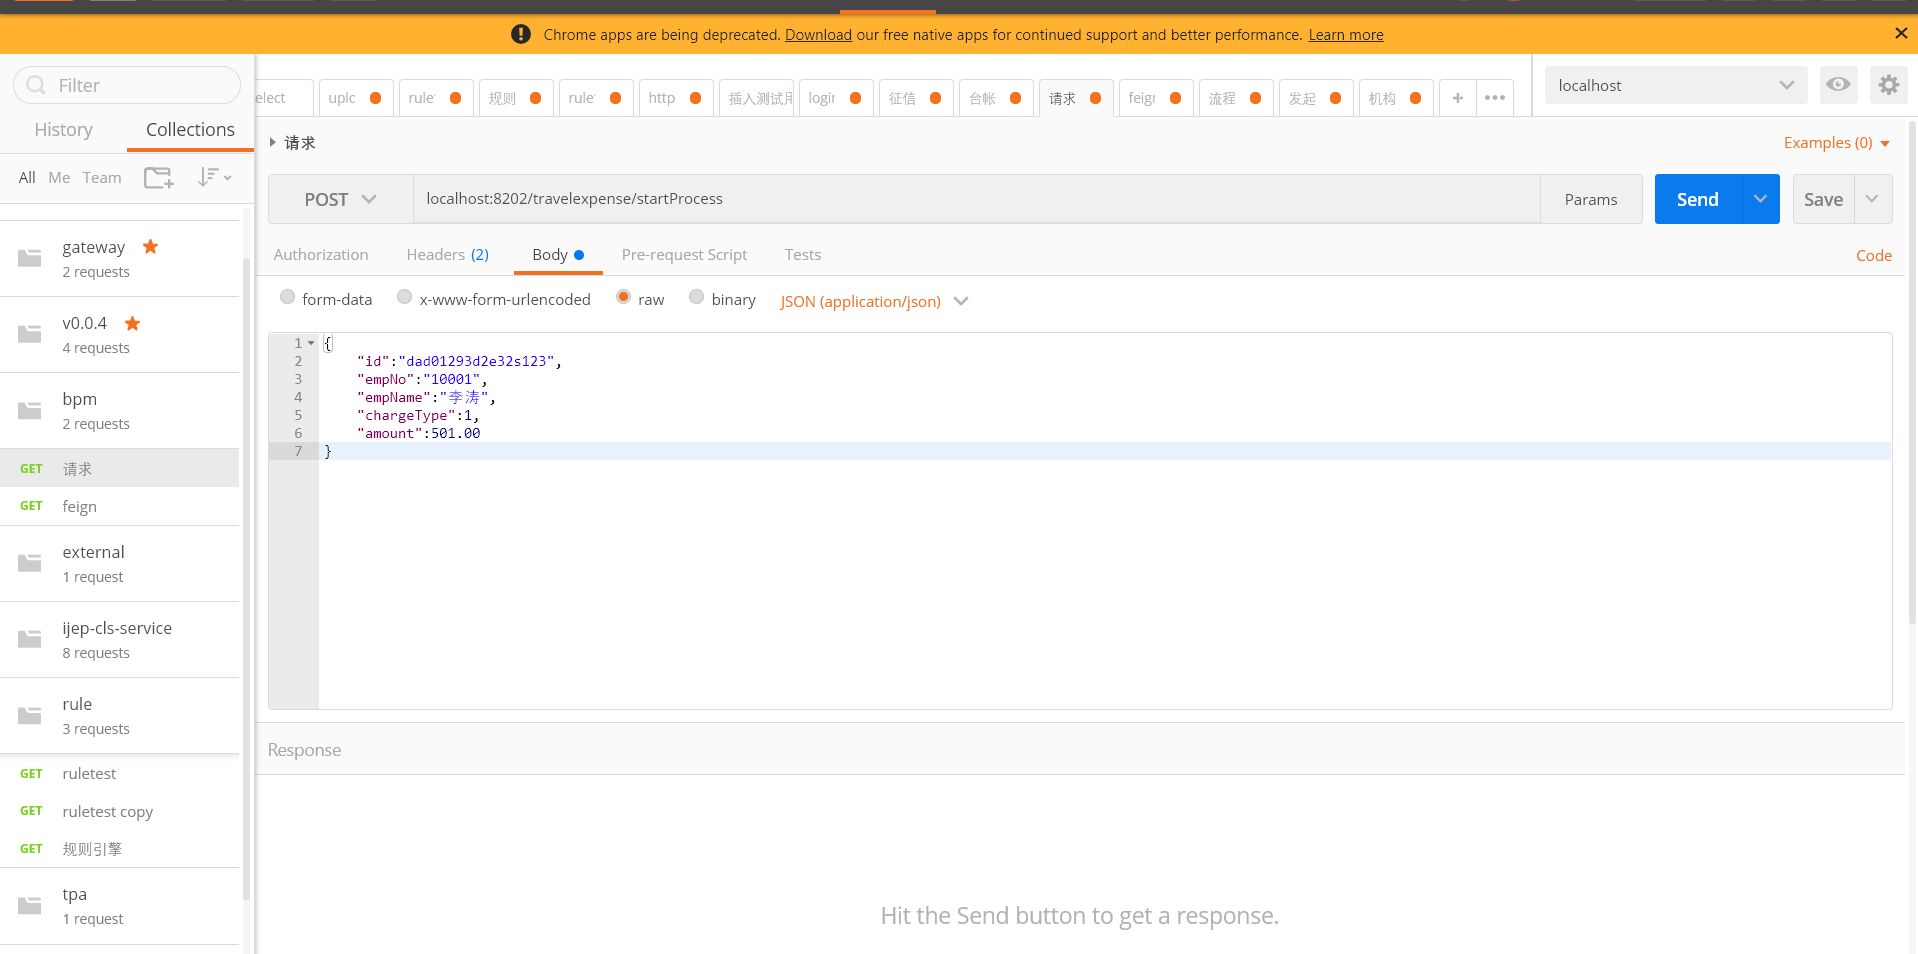 Chrome apps are being deprecated. Download our free native apps for continued support and better performance. Learn more
Filter
History
Collections
All Me Team
gateway
2 requests
v0.0.4
4 requests
bpm
2 requests
GET 请求
GET feign
external
1 request
ijep-cls-service
8 requests
rule
3 requests
GET ruletest
GET ruletest copy
GET 规则引擎
tpa
1 request
elect
uplo
rule
规则
rule
http
插入测试用
login
征信
台帐
请求
feign
流程
发起
机构
localhost
请求
Examples (0)
POST
localhost:8202/travelexpense/startProcess
Params
Send
Save
Authorization
Headers (2)
Body
Pre-request Script
Tests
Code
form-data
x-www-form-urlencoded
raw
binary
JSON (application/json)
1 {
2 "id":"dad01293d2e32s123",
3 "empNo":"10001",
4 "empName":"李涛",
5 "chargeType":1,
6 "amount":501.00
7 }
Response
Hit the Send button to get a response.